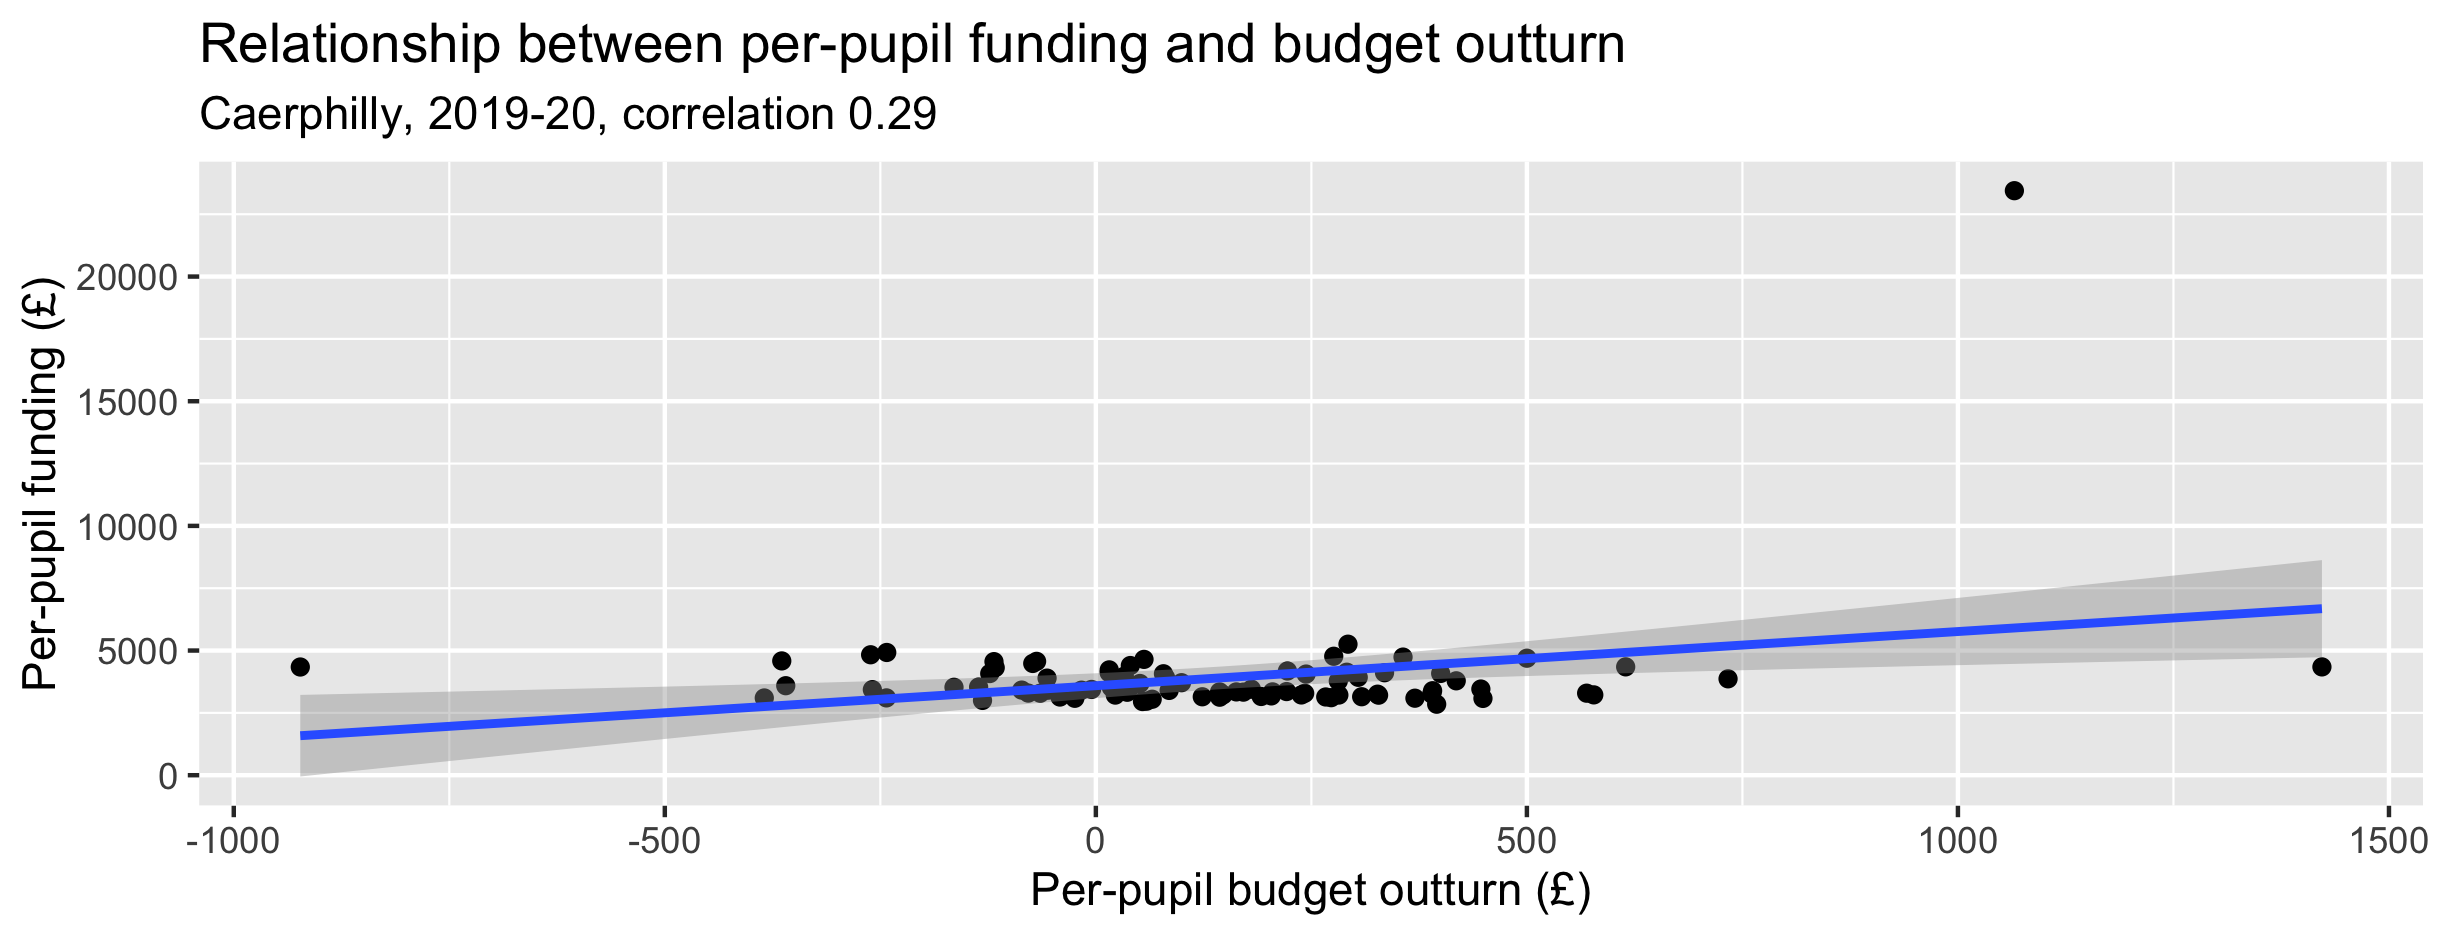 Relationship between per-pupil funding and budget outturn
Caerphilly, 2019-20, correlation 0.29
Per-pupil funding (£)
20000
15000
10000
5000
0
-1000
-500
0
500
1000
1500
Per-pupil budget outturn (£)